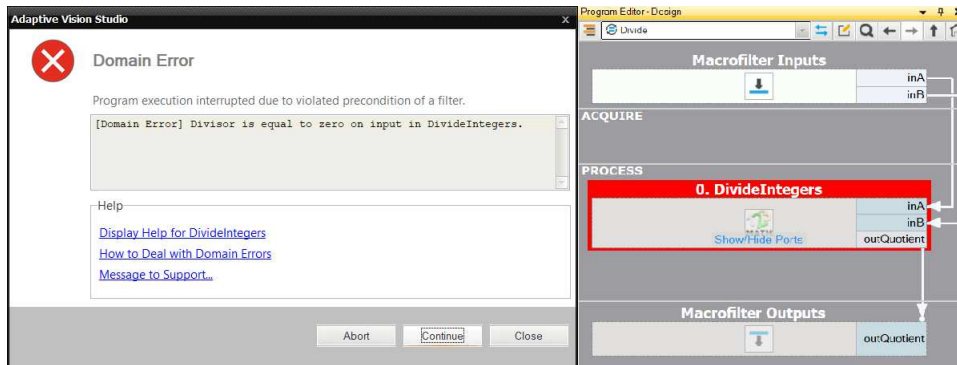 Adaptive Vision Studio
x
Domain Error
Program execution interrupted due to violated precondition of a filter.
[Domain Error] Divisor is equal to zero on input in DivideIntegers.
Help
Display Help for DivideIntegers
How to Deal with Domain Errors
Message to Support...
Abort
Continue
Close
Program Editor - Design
Divide
Macrofilter Inputs
inA
inB
ACQUIRE
PROCESS
0. DivideIntegers
inA
inB
MATH
Show/Hide Ports
outQuotient
Macrofilter Outputs
outQuotient